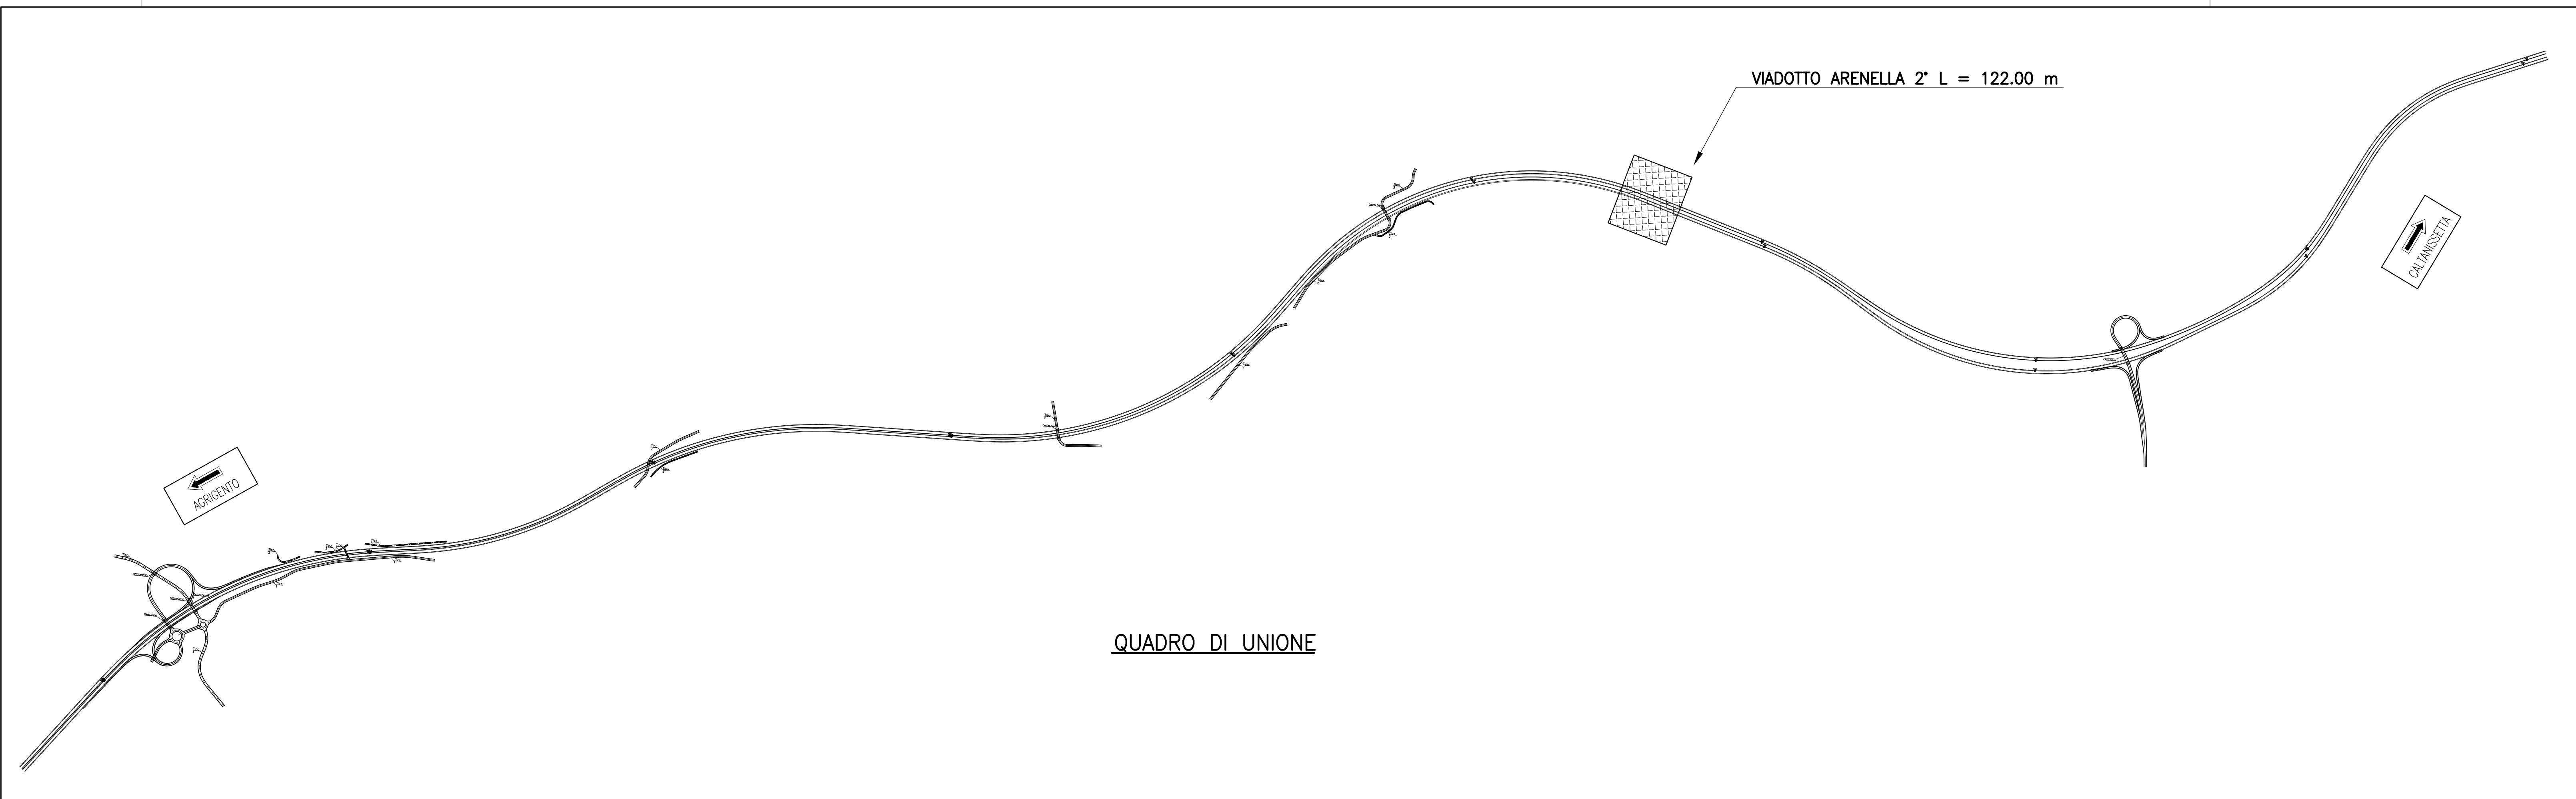 VIADOTTO ARENELLA 2° L = 122.00 m
CALTANISSETTA
AGRIGENTO
QUADRO DI UNIONE